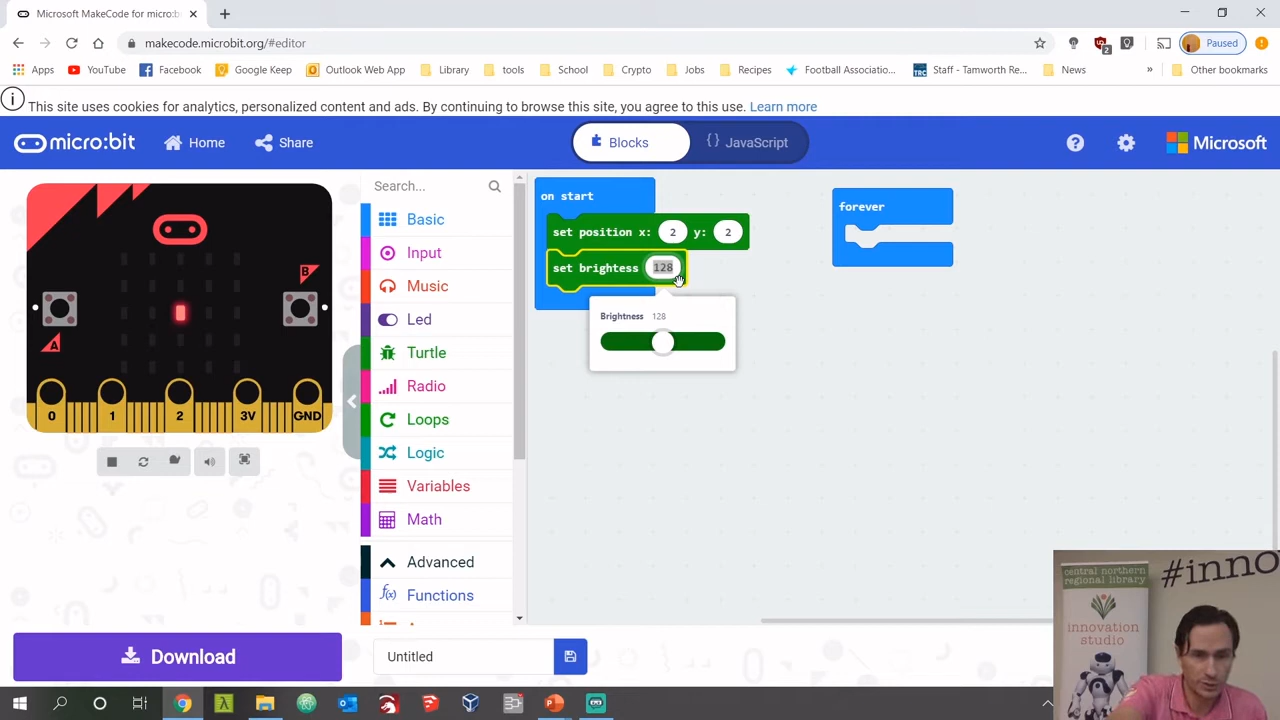 Microsoft MakeCode for micro:b
makecode.microbit.org/#editor
2
Paused
Apps
YouTube
Facebook
Google Keep
Outlook Web App
Library
tools
School
Crypto
Jobs
Recipes
Football Associatio...
Staff - Tamworth Re...
News
»
Other bookmarks
This site uses cookies for analytics, personalized content and ads. By continuing to browse this site, you agree to this use. Learn more
micro:bit
Home
Share
Blocks
{} JavaScript
?
Microsoft
A
B
0 1 2 3V GND
Search...
Basic
Input
Music
Led
Turtle
Radio
Loops
Logic
Variables
Math
Advanced
f(x) Functions
on start
set position x: 2 y: 2
set brightess 128
Brightness 128
forever
Download
Untitled
#inno
central northern
regional library
innovation
studio